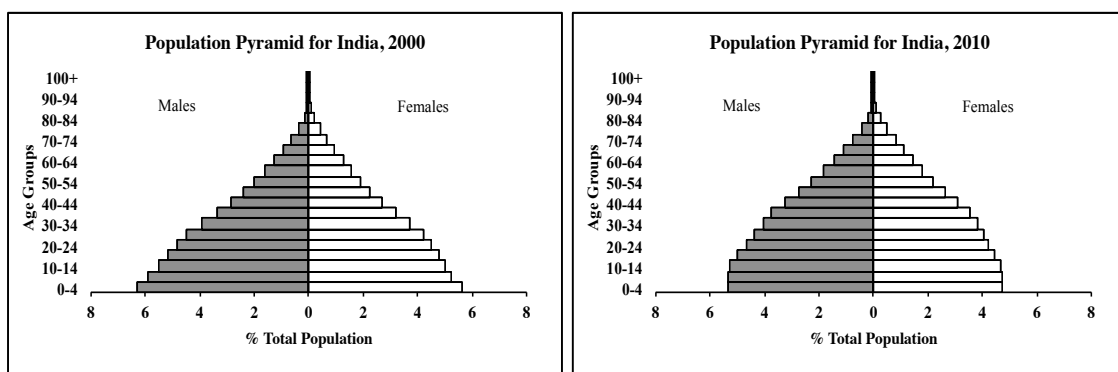 Population Pyramid for India, 2000
100+
90-94
80-84
70-74
60-64
50-54
40-44
30-34
20-24
10-14
0-4
Age Groups
Males
Females
8 6 4 2 0 2 4 6 8
% Total Population
Population Pyramid for India, 2010
100+
90-94
80-84
70-74
60-64
50-54
40-44
30-34
20-24
10-14
0-4
Age Groups
Males
Females
8 6 4 2 0 2 4 6 8
% Total Population